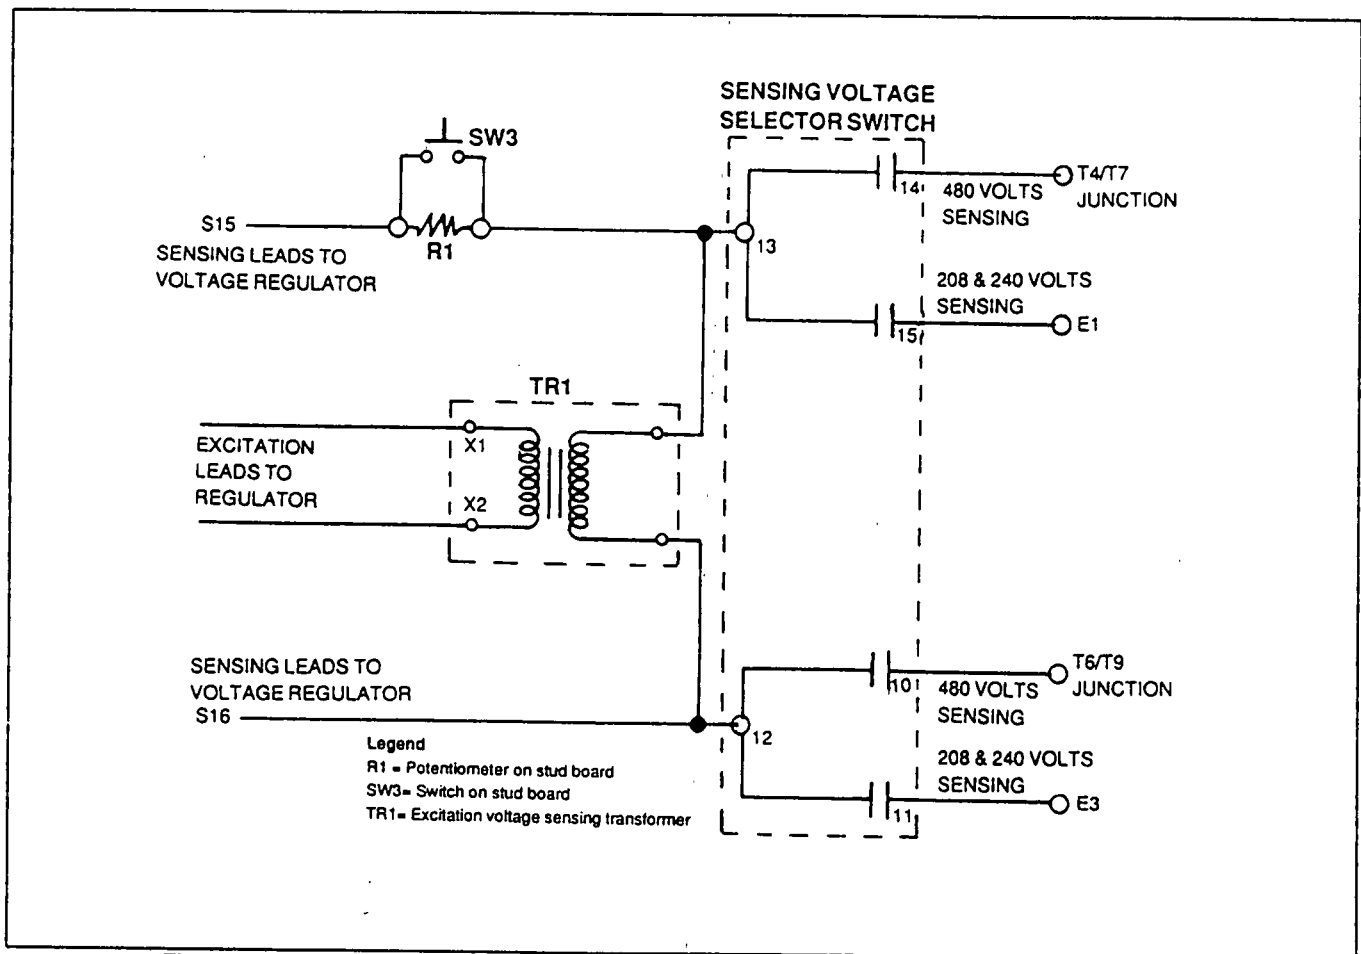 SENSING VOLTAGE
SELECTOR SWITCH
SW3
S15
R1
SENSING LEADS TO
VOLTAGE REGULATOR
13
14
480 VOLTS
SENSING
T4/T7
JUNCTION
15
208 & 240 VOLTS
SENSING
E1
TR1
X1
EXCITATION
LEADS TO
REGULATOR
X2
SENSING LEADS TO
VOLTAGE REGULATOR
S16
12
10
480 VOLTS
SENSING
T6/T9
JUNCTION
11
208 & 240 VOLTS
SENSING
E3
Legend
R1 = Potentiometer on stud board
SW3= Switch on stud board
TR1= Excitation voltage sensing transformer